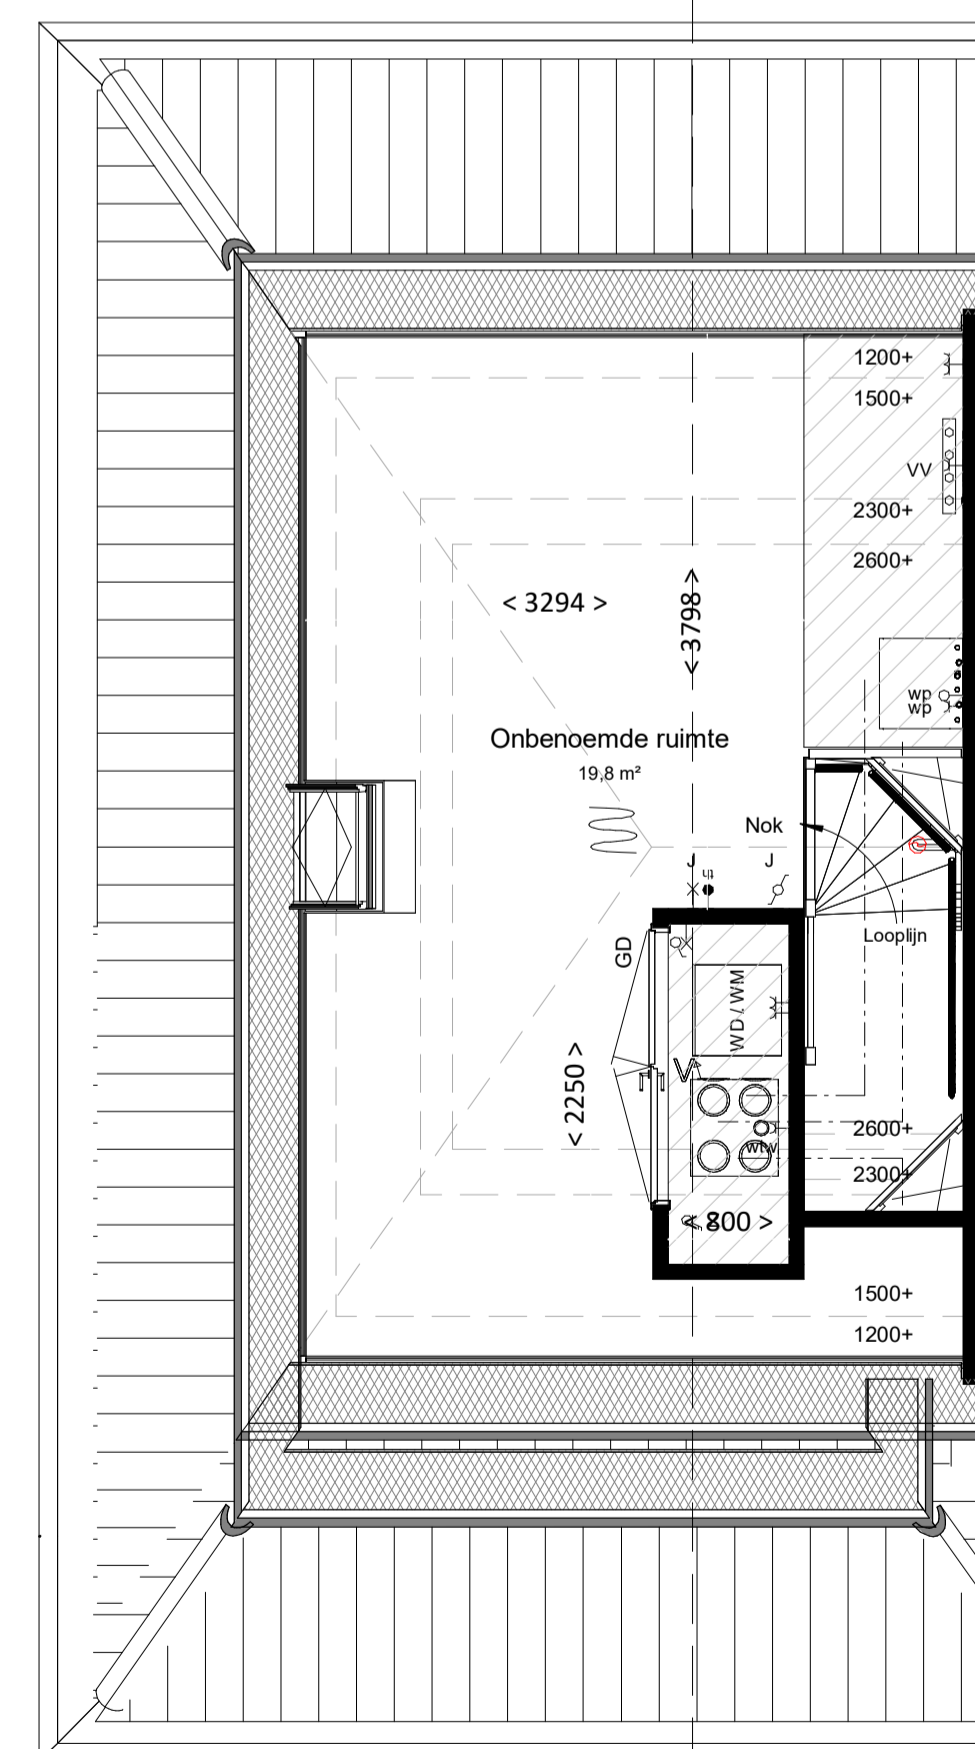 1200+
1500+
VV
2300+
2600+
< 3294 >
< 3798 >
wp
wp
Onbenoemde ruimte
19,8 m²
Nok
J
J
th
Looplijn
GD
WD / WM
< 2250 >
V
2600+
wtw
2300+
< 800 >
1500+
1200+